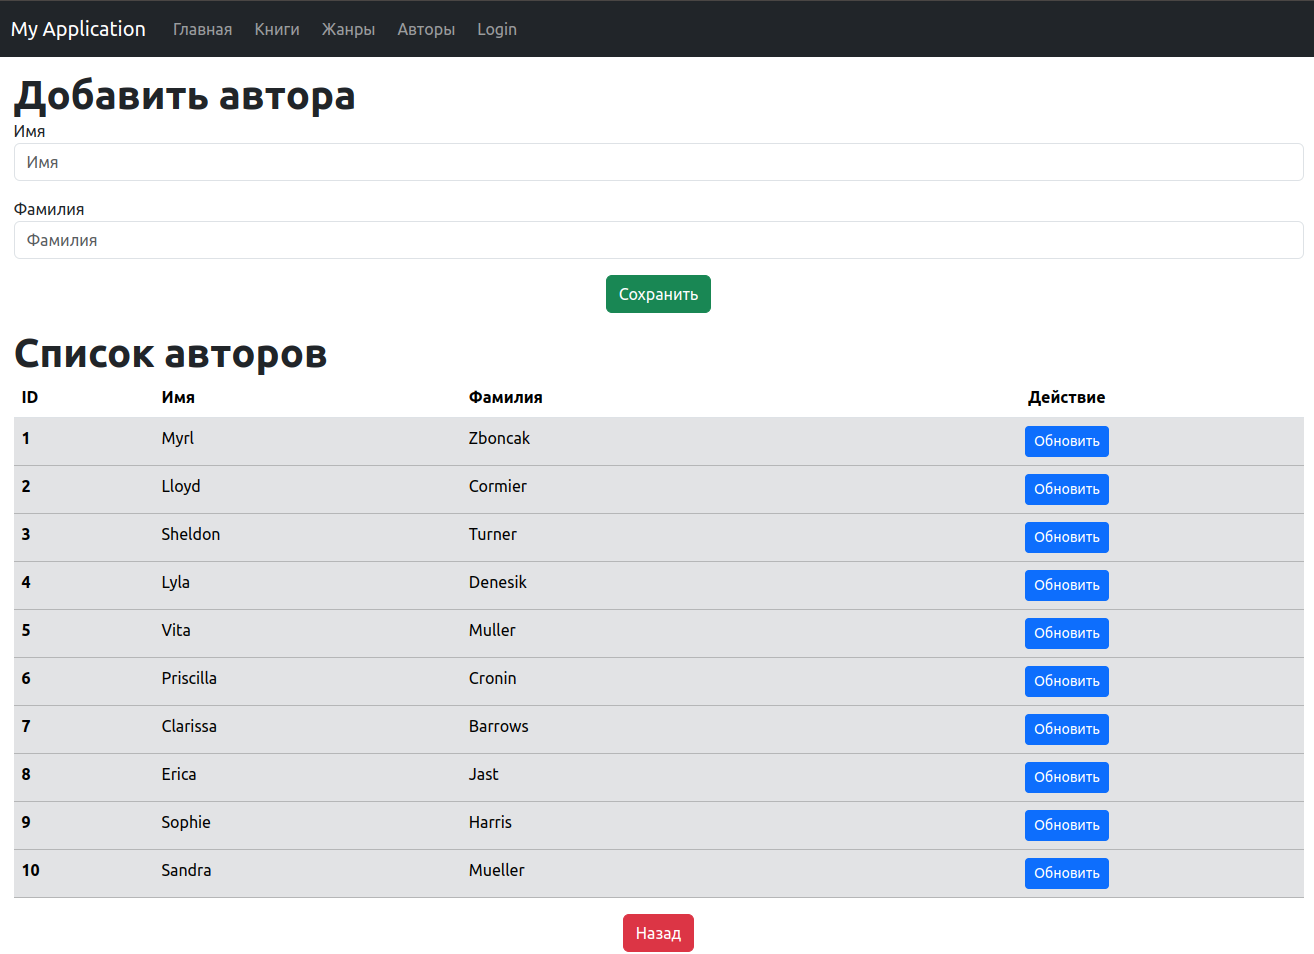 My Application Главная Книги Жанры Авторы Login
Добавить автора
Имя
Имя
Фамилия
Фамилия
Сохранить
Список авторов
ID Имя Фамилия Действие
1 Myrl Zboncak Обновить
2 Lloyd Cormier Обновить
3 Sheldon Turner Обновить
4 Lyla Denesik Обновить
5 Vita Muller Обновить
6 Priscilla Cronin Обновить
7 Clarissa Barrows Обновить
8 Erica Jast Обновить
9 Sophie Harris Обновить
10 Sandra Mueller Обновить
Назад